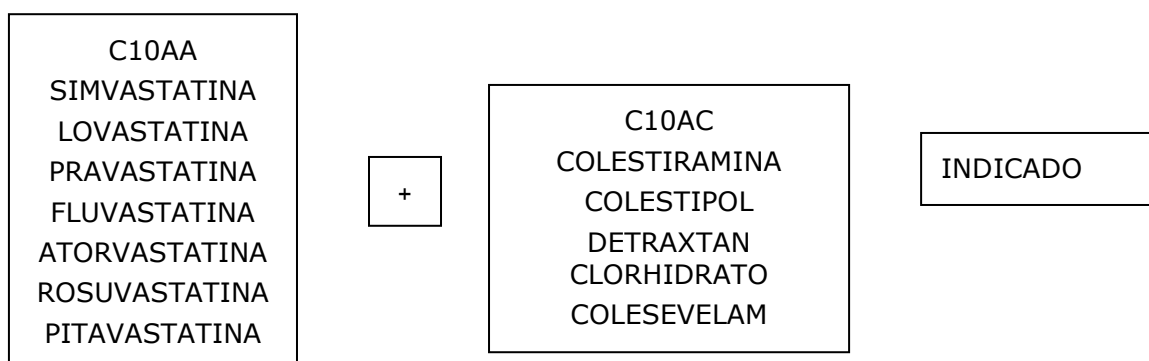 C10AA
SIMVASTATINA
LOVASTATINA
PRAVASTATINA
FLUVASTATINA
ATORVASTATINA
ROSUVASTATINA
PITAVASTATINA
+
C10AC
COLESTIRAMINA
COLESTIPOL
DETRAXTAN
CLORHIDRATO
COLESEVELAM
INDICADO